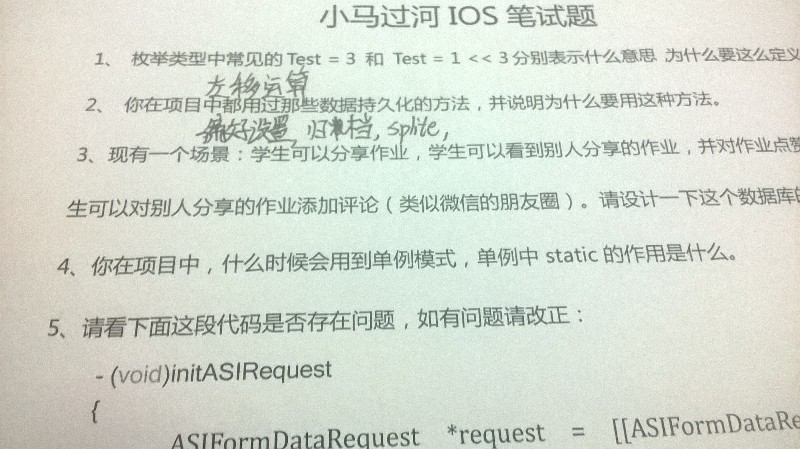 小马过河 IOS 笔试题
1、 枚举类型中常见的 Test = 3 和 Test = 1 << 3 分别表示什么意思 为什么要这么定义
左移运算
2、 你在项目中都用过那些数据持久化的方法，并说明为什么要用这种方法。
偏好设置, 归档, splite,
3、现有一个场景：学生可以分享作业，学生可以看到别人分享的作业，并对作业点赞
生可以对别人分享的作业添加评论（类似微信的朋友圈）。请设计一下这个数据库的
4、你在项目中，什么时候会用到单例模式，单例中 static 的作用是什么。
5、请看下面这段代码是否存在问题，如有问题请改正：
- (void)initASIRequest
{
ASIFormDataRequest *request = [[ASIFormDataRe